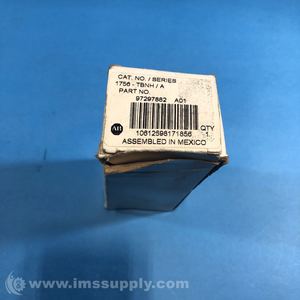 CAT. NO. / SERIES
1756 - TBNH / A
PART NO.
97297882 A01
AB
QTY
10612598171856 1
ASSEMBLED IN MEXICO
www.imssupply.com